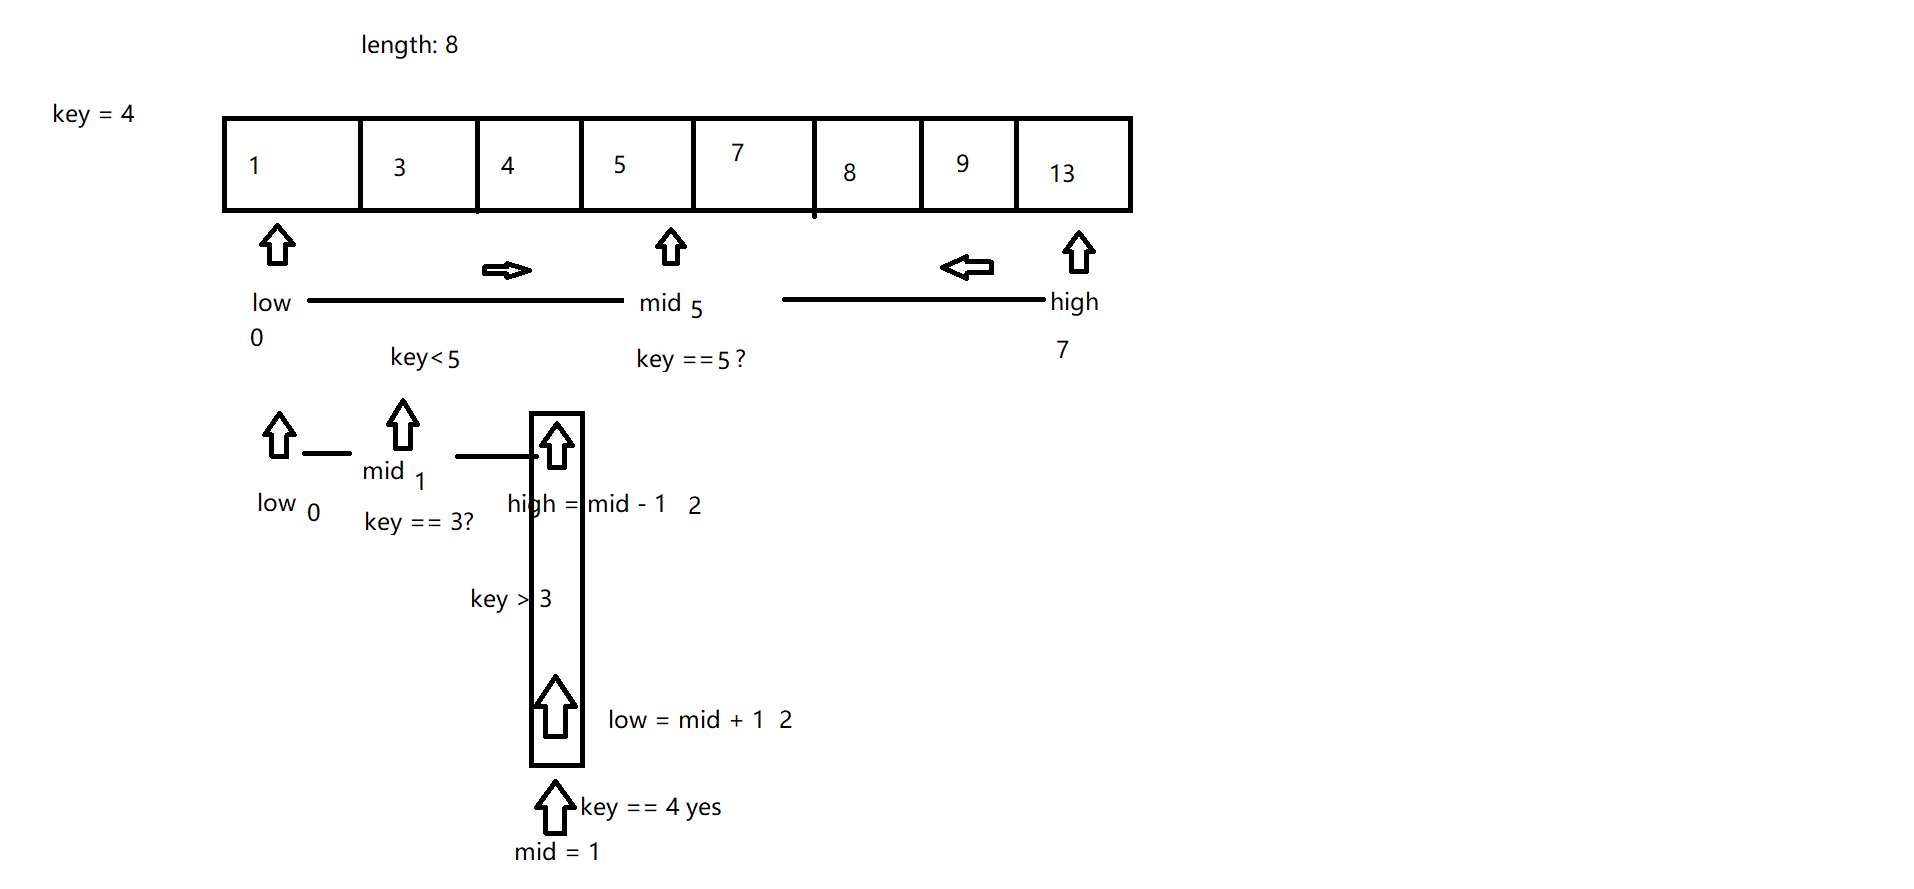 length: 8
key = 4
1 3 4 5 7 8 9 13
low mid 5 high
0 7
key<5 key ==5?
mid 1
low 0 high = mid - 1 2
key == 3?
key > 3
low = mid + 1 2
key == 4 yes
mid = 1